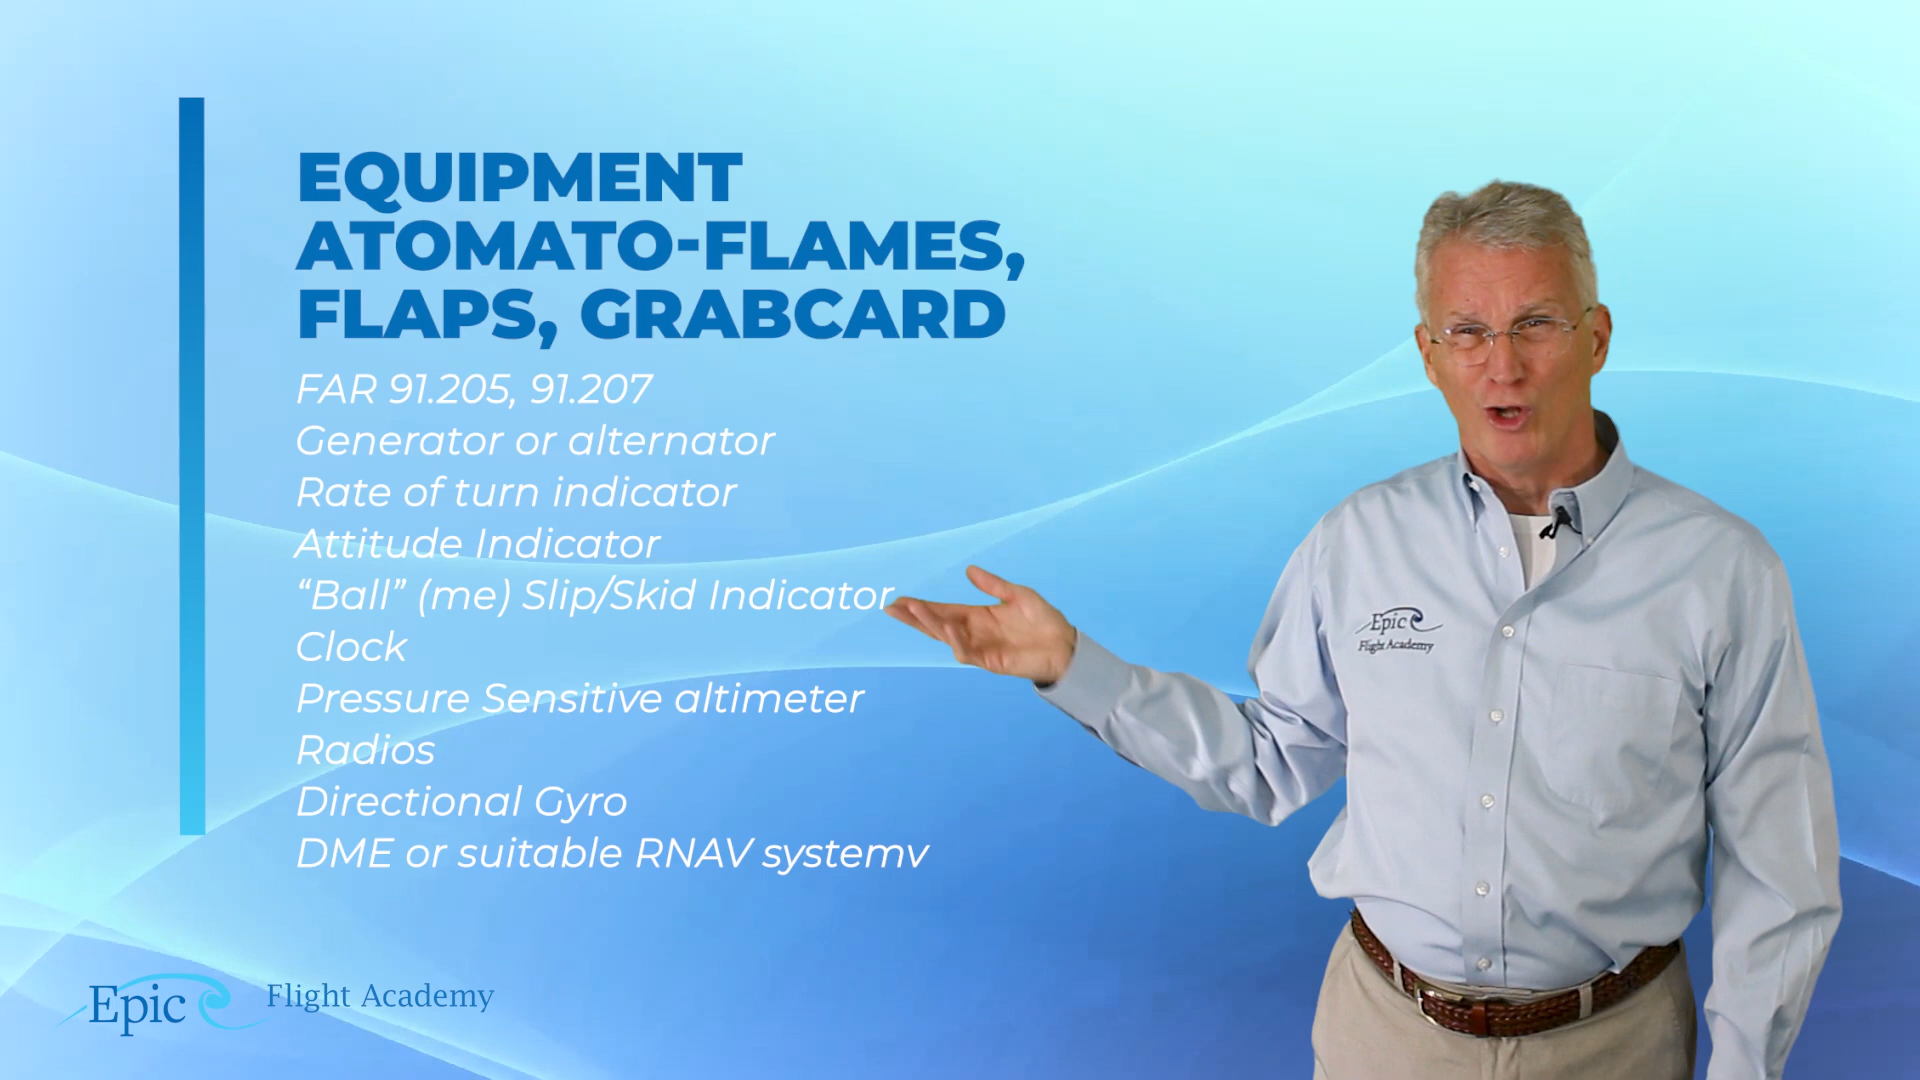 EQUIPMENT
ATOMATO-FLAMES,
FLAPS, GRABCARD
FAR 91.205, 91.207
Generator or alternator
Rate of turn indicator
Attitude Indicator
“Ball” (me) Slip/Skid Indicator
Clock
Pressure Sensitive altimeter
Radios
Directional Gyro
DME or suitable RNAV systemv
Epic
Flight Academy
Epic Flight Academy